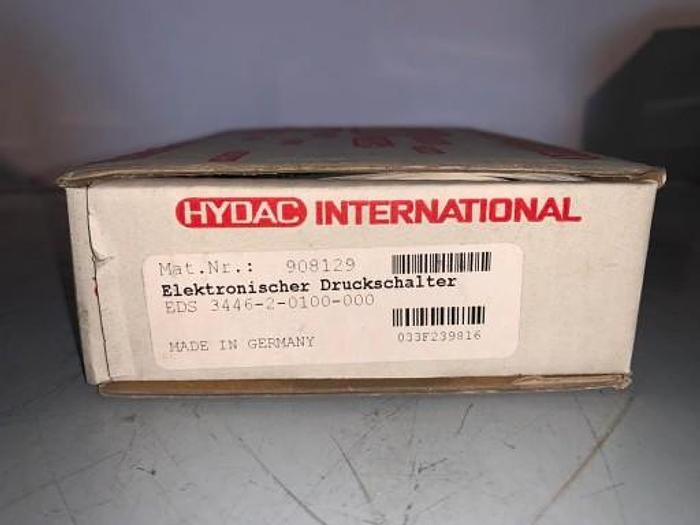 HYDAC INTERNATIONAL
Mat.Nr.: 908129
Elektronischer Druckschalter
EDS 3446-2-0100-000
MADE IN GERMANY 033F239816